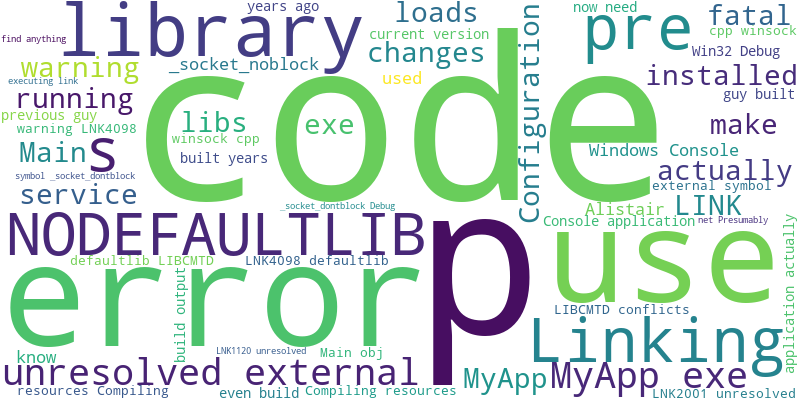 years ago
now need
library
loads
pre
fatal
find anything
current version
cpp winsock
_socket_noblock
changes
Configuration
Win32 Debug
warning
code
used
installed
executing link
running
libs
exe
guy built
previous guy
make
warning LNK4098
winsock cpp
Main
s
built years
Windows Console
actually
symbol _socket_dontblock
external symbol
service
_socket_dontblock Debug
Alistair
LINK
NODEFAULTLIB
p
use
Console application
net Presumably
defaultlib LIBCMTD
LNK4098 defaultlib
error
build output
application actually
LIBCMTD conflicts
Linking
know
LNK1120 unresolved
Main obj
unresolved external
MyApp
MyApp exe
resources Compiling
even build
Compiling resources
LNK2001 unresolved